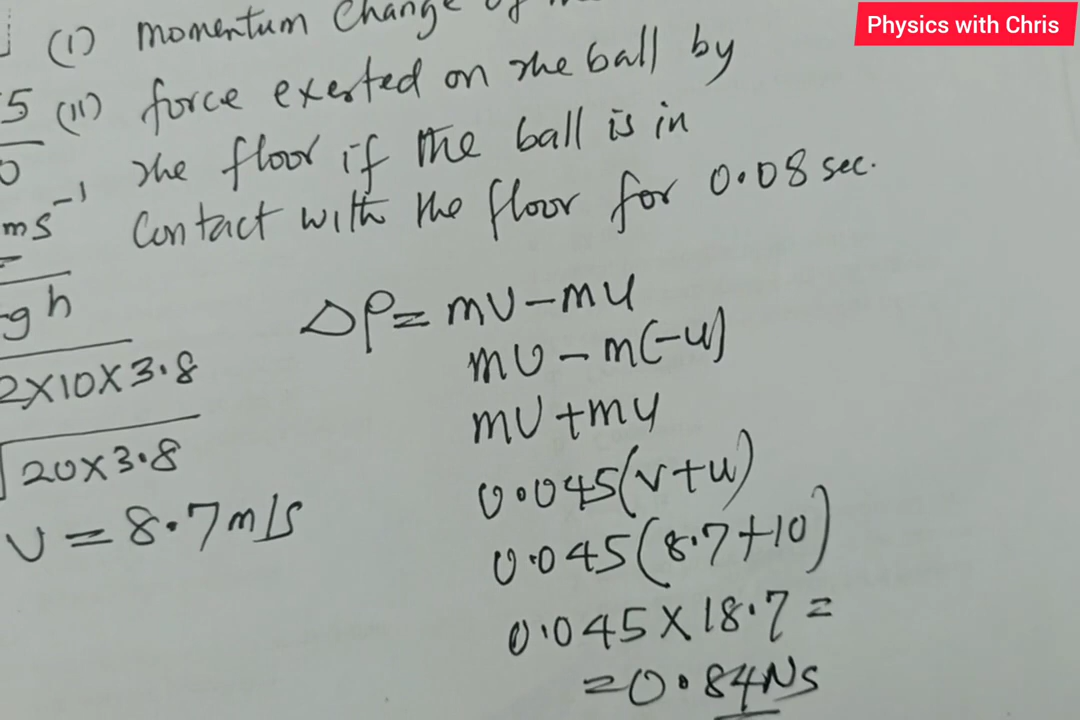 Physics with Chris
(i) momentum Change of
(ii) force exerted on the ball by
the floor if the ball is in
Contact with the floor for 0.08 sec.
5
0
ms⁻¹
gh
2×10×3.8
√20×3.8
v = 8.7m/s
ΔP = mv - mu
mv - m(-u)
mv + mu
0.045(v+u)
0.045(8.7+10)
0.045 × 18.7 =
= 0.84Ns